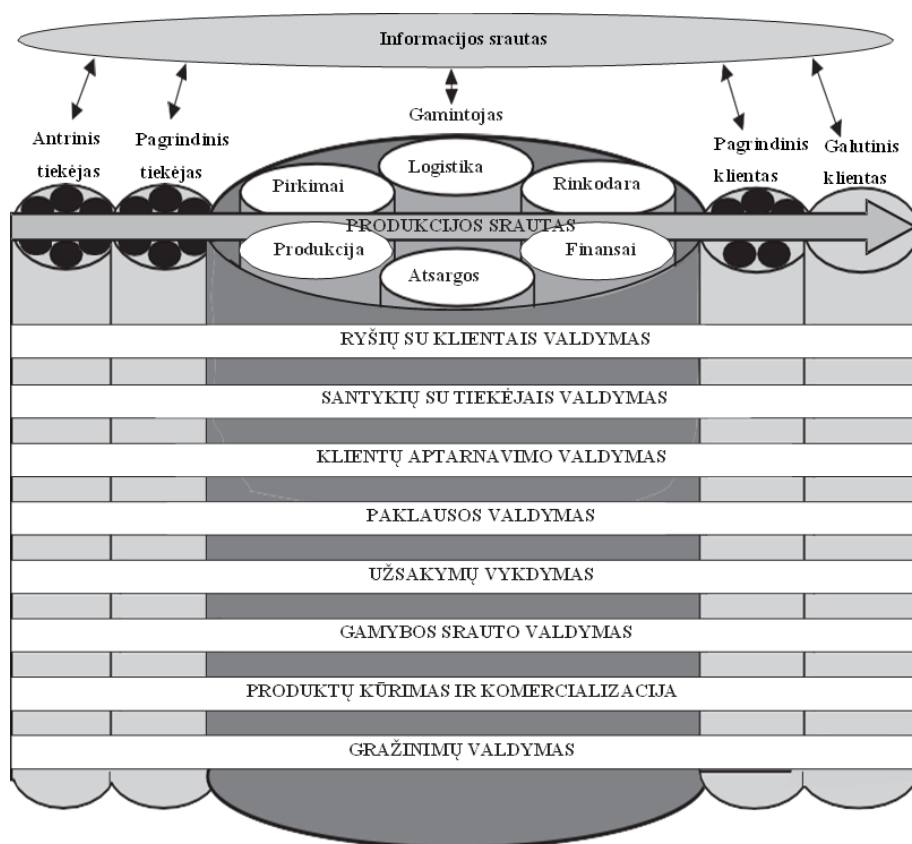 Informacijos srautas
Gamintojas
Antrinis
tiekėjas
Pagrindinis
tiekėjas
Pagrindinis
klientas
Galutinis
klientas
Pirkimai
Logistika
Rinkodara
PRODUKCIJOS SRAUTAS
Produkcija
Atsargos
Finansai
RYŠIŲ SU KLIENTAIS VALDYMAS
SANTYKIŲ SU TIEKĖJAIS VALDYMAS
KLIENTŲ APTARNAVIMO VALDYMAS
PAKLAUSOS VALDYMAS
UŽSAKYMŲ VYKDYMAS
GAMYBOS SRAUTO VALDYMAS
PRODUKTŲ KŪRIMAS IR KOMERCIALIZACIJA
GRAŽINIMŲ VALDYMAS